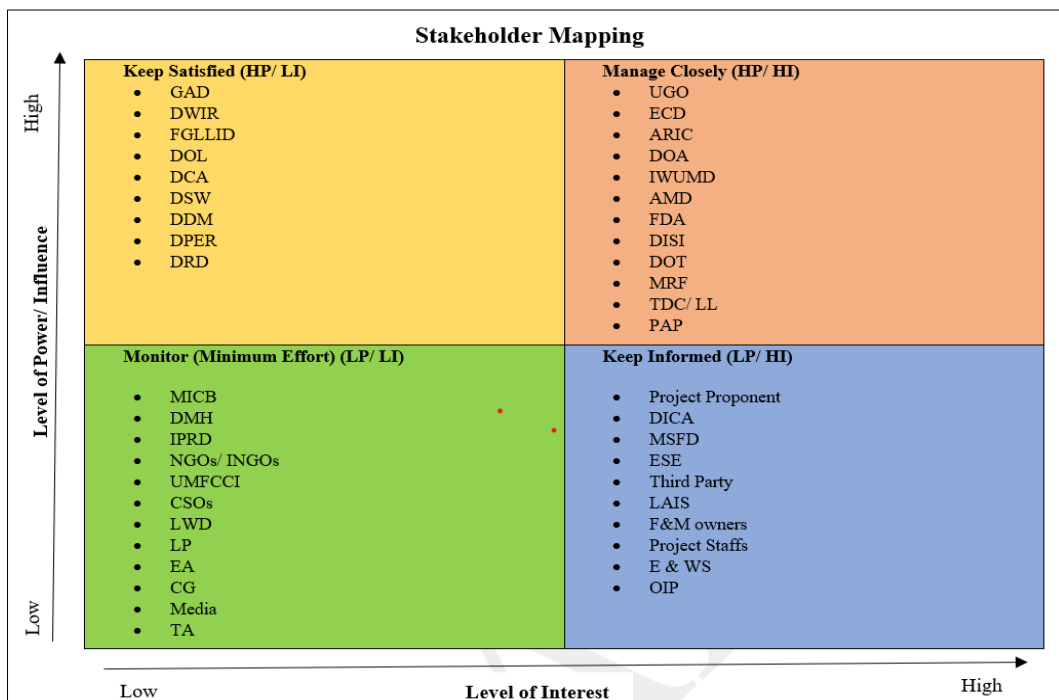 Stakeholder Mapping
High
Level of Power/ Influence
Low
Keep Satisfied (HP/ LI)
• GAD
• DWIR
• FGLLID
• DOL
• DCA
• DSW
• DDM
• DPER
• DRD
Manage Closely (HP/ HI)
• UGO
• ECD
• ARIC
• DOA
• IWUMD
• AMD
• FDA
• DISI
• DOT
• MRF
• TDC/ LL
• PAP
Monitor (Minimum Effort) (LP/ LI)
• MICB
• DMH
• IPRD
• NGOs/ INGOs
• UMFCCI
• CSOs
• LWD
• LP
• EA
• CG
• Media
• TA
Keep Informed (LP/ HI)
• Project Proponent
• DICA
• MSFD
• ESE
• Third Party
• LAIS
• F&M owners
• Project Staffs
• E & WS
• OIP
Low
Level of Interest
High